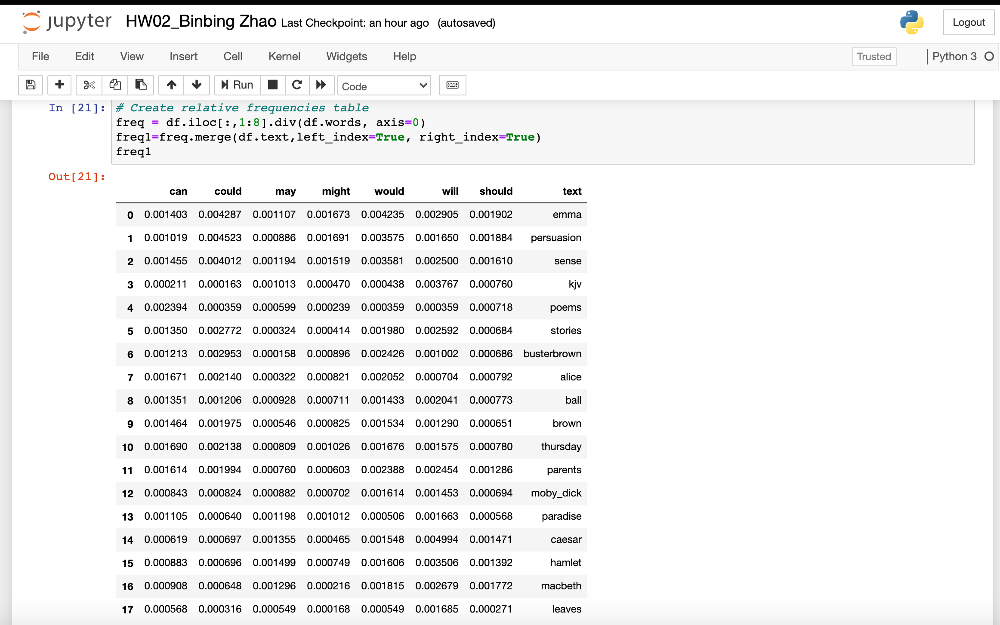 jupyter HW02_Binbing Zhao Last Checkpoint: an hour ago (autosaved) Logout
File Edit View Insert Cell Kernel Widgets Help Trusted Python 3
Run Code
In [21]: # Create relative frequencies table
freq = df.iloc[:,1:8].div(df.words, axis=0)
freq1=freq.merge(df.text,left_index=True, right_index=True)
freq1
Out[21]:
can could may might would will should text
0 0.001403 0.004287 0.001107 0.001673 0.004235 0.002905 0.001902 emma
1 0.001019 0.004523 0.000886 0.001691 0.003575 0.001650 0.001884 persuasion
2 0.001455 0.004012 0.001194 0.001519 0.003581 0.002500 0.001610 sense
3 0.000211 0.000163 0.001013 0.000470 0.000438 0.003767 0.000760 kjv
4 0.002394 0.000359 0.000599 0.000239 0.000359 0.000359 0.000718 poems
5 0.001350 0.002772 0.000324 0.000414 0.001980 0.002592 0.000684 stories
6 0.001213 0.002953 0.000158 0.000896 0.002426 0.001002 0.000686 busterbrown
7 0.001671 0.002140 0.000322 0.000821 0.002052 0.000704 0.000792 alice
8 0.001351 0.001206 0.000928 0.000711 0.001433 0.002041 0.000773 ball
9 0.001464 0.001975 0.000546 0.000825 0.001534 0.001290 0.000651 brown
10 0.001690 0.002138 0.000809 0.001026 0.001676 0.001575 0.000780 thursday
11 0.001614 0.001994 0.000760 0.000603 0.002388 0.002454 0.001286 parents
12 0.000843 0.000824 0.000882 0.000702 0.001614 0.001453 0.000694 moby_dick
13 0.001105 0.000640 0.001198 0.001012 0.000506 0.001663 0.000568 paradise
14 0.000619 0.000697 0.001355 0.000465 0.001548 0.004994 0.001471 caesar
15 0.000883 0.000696 0.001499 0.000749 0.001606 0.003506 0.001392 hamlet
16 0.000908 0.000648 0.001296 0.000216 0.001815 0.002679 0.001772 macbeth
17 0.000568 0.000316 0.000549 0.000168 0.000549 0.001685 0.000271 leaves